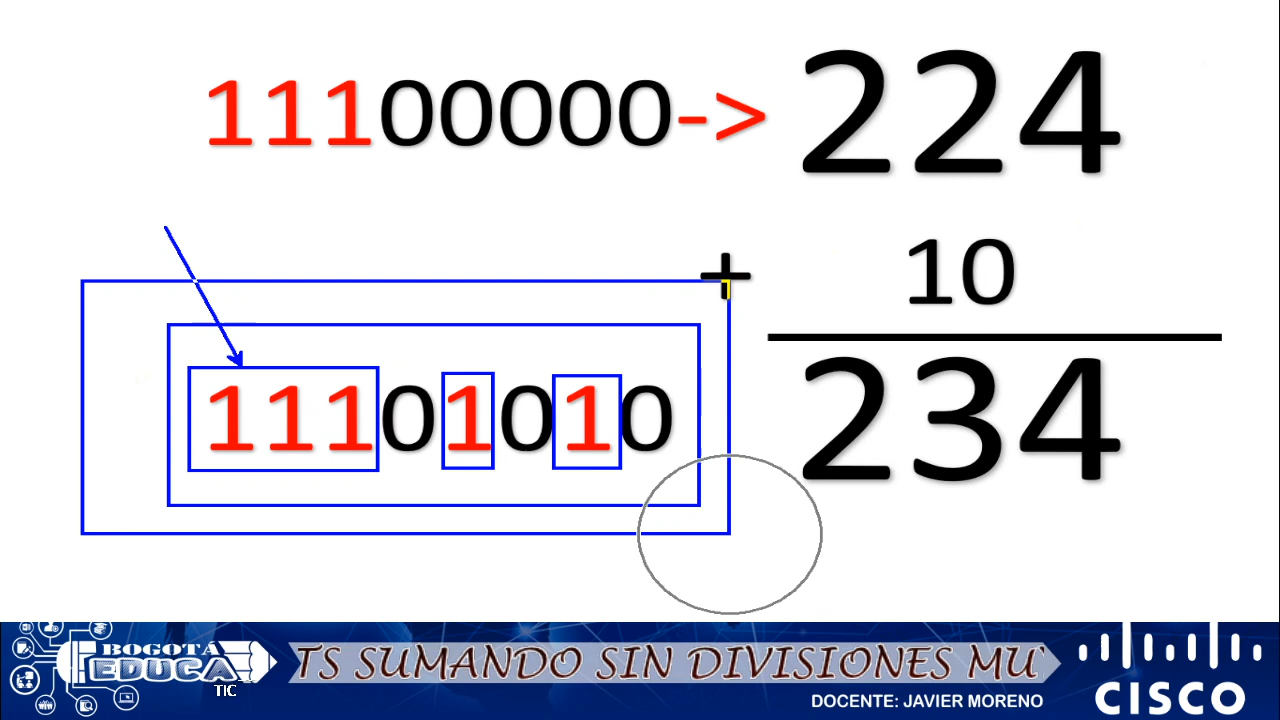 11100000-> 224
+ 10
11101010 234
BOGOTA
EDUCA
TIC
TS SUMANDO SIN DIVISIONES MU
DOCENTE: JAVIER MORENO
CISCO